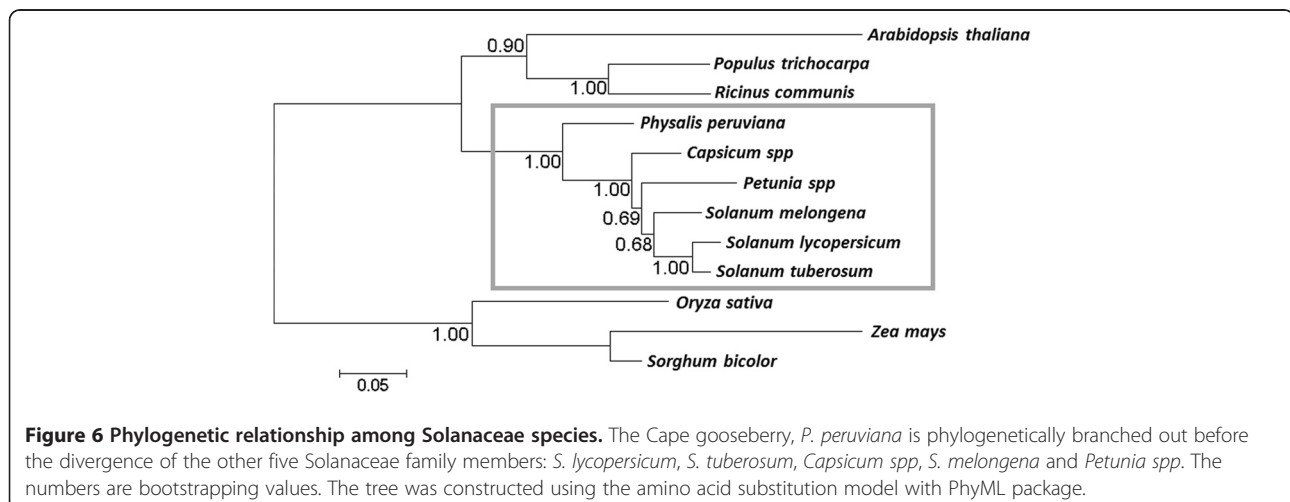 Arabidopsis thaliana
0.90
Populus trichocarpa
1.00
Ricinus communis
Physalis peruviana
1.00
Capsicum spp
1.00
Petunia spp
0.69
Solanum melongena
0.68
Solanum lycopersicum
1.00
Solanum tuberosum
Oryza sativa
1.00
Zea mays
Sorghum bicolor
0.05
Figure 6 Phylogenetic relationship among Solanaceae species. The Cape gooseberry, P. peruviana is phylogenetically branched out before
the divergence of the other five Solanaceae family members: S. lycopersicum, S. tuberosum, Capsicum spp, S. melongena and Petunia spp. The
numbers are bootstrapping values. The tree was constructed using the amino acid substitution model with PhyML package.